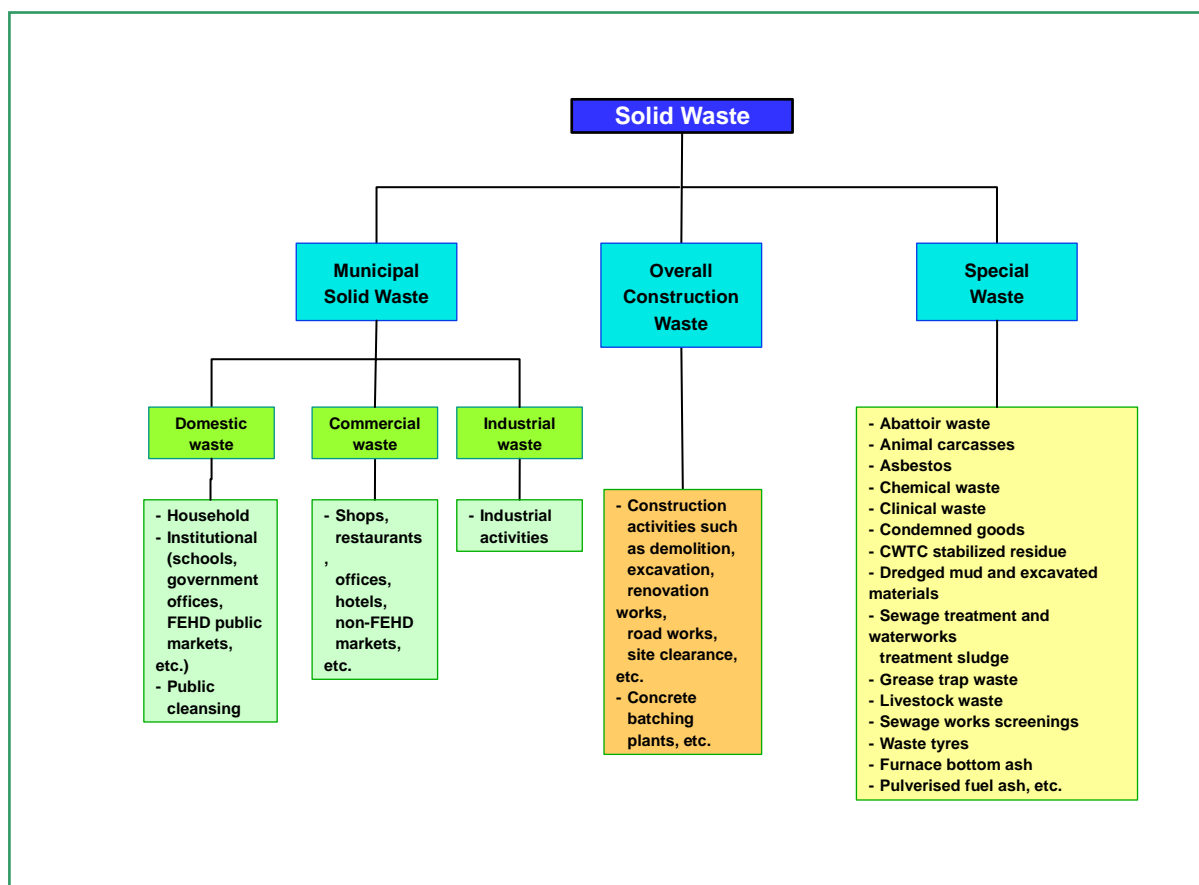 Solid Waste
Municipal
Solid Waste
Overall
Construction
Waste
Special
Waste
Domestic
waste
Commercial
waste
Industrial
waste
- Household
- Institutional
(schools,
government
offices,
FEHD public
markets,
etc.)
- Public
cleansing
- Shops,
restaurants
,
offices,
hotels,
non-FEHD
markets,
etc.
- Industrial
activities
- Construction
activities such
as demolition,
excavation,
renovation
works,
road works,
site clearance,
etc.
- Concrete
batching
plants, etc.
- Abattoir waste
- Animal carcasses
- Asbestos
- Chemical waste
- Clinical waste
- Condemned goods
- CWTC stabilized residue
- Dredged mud and excavated
materials
- Sewage treatment and
waterworks
treatment sludge
- Grease trap waste
- Livestock waste
- Sewage works screenings
- Waste tyres
- Furnace bottom ash
- Pulverised fuel ash, etc.